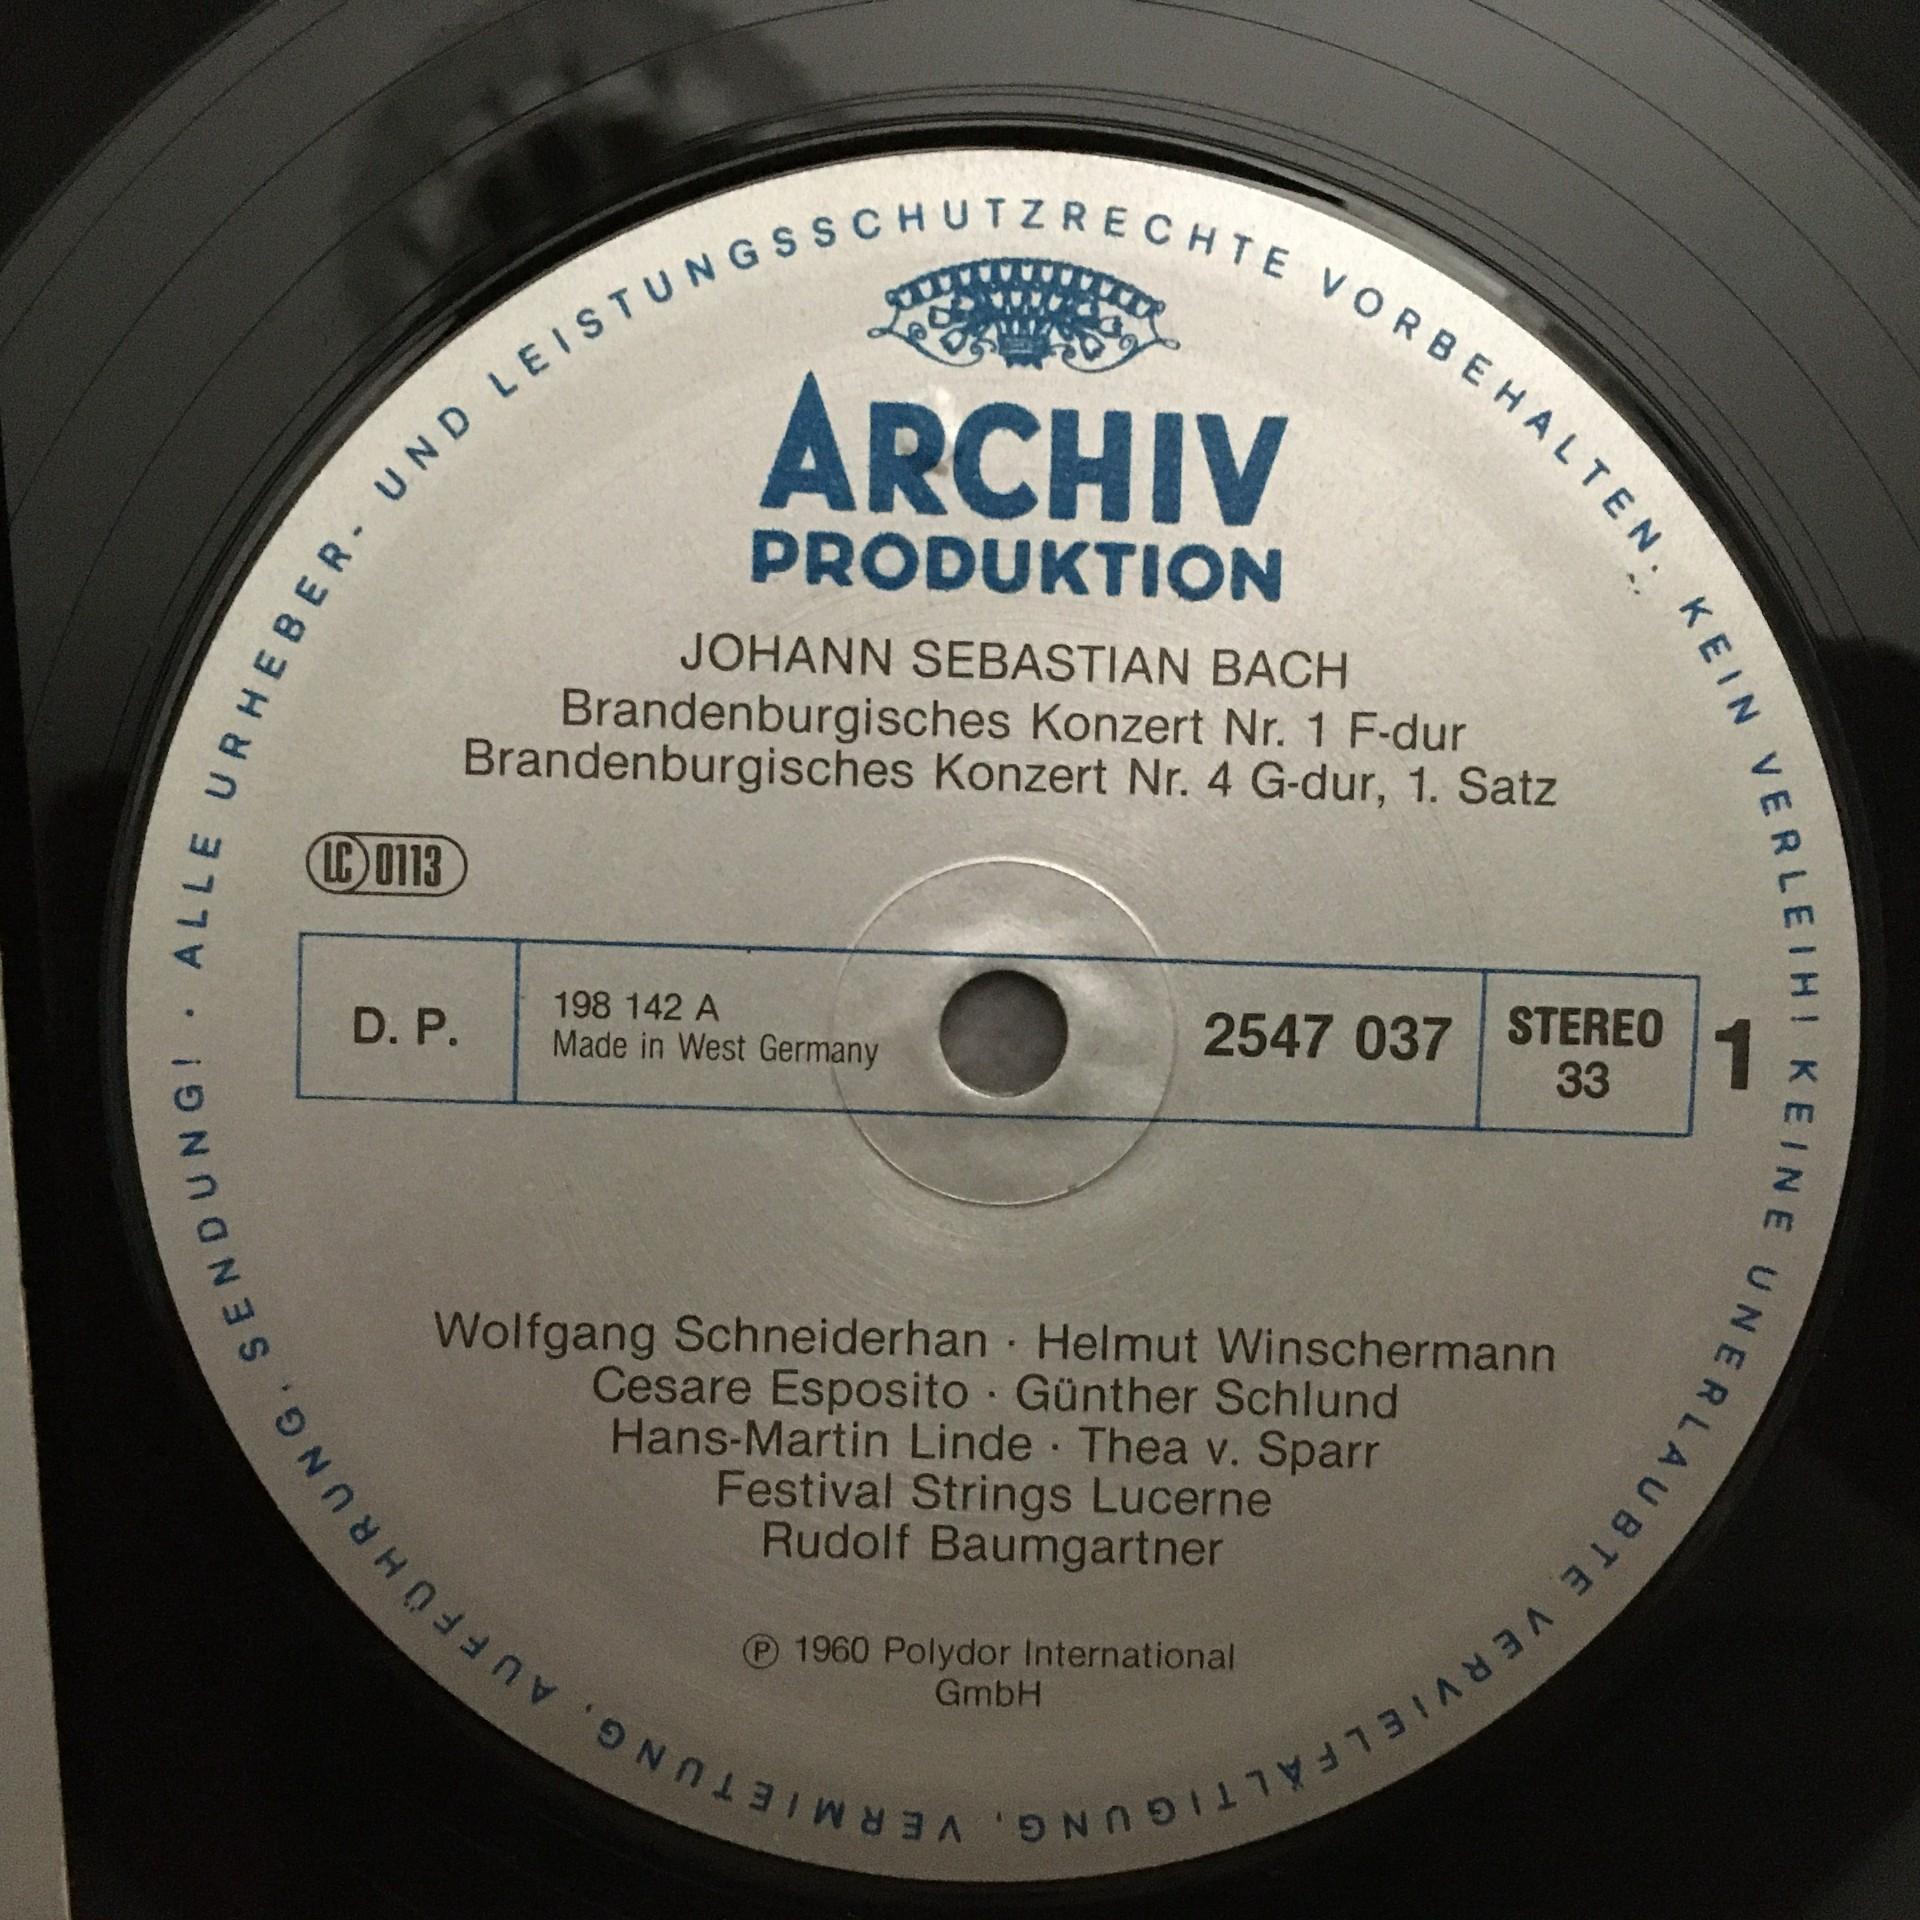 ALLE URHEBER- UND LEISTUNGSSCHUTZRECHTE VORBEHALTEN. KEIN VERLEIH! KEINE UNERLAUBTE VERVIELFÄLTIGUNG, VERMIETUNG, AUFFÜHRUNG, SENDUNG! ·
ARCHIV
PRODUKTION
JOHANN SEBASTIAN BACH
Brandenburgisches Konzert Nr. 1 F-dur
Brandenburgisches Konzert Nr. 4 G-dur, 1. Satz
LC 0113
D. P.
198 142 A
Made in West Germany
2547 037
STEREO
33
1
Wolfgang Schneiderhan · Helmut Winschermann
Cesare Esposito · Günther Schlund
Hans-Martin Linde · Thea v. Sparr
Festival Strings Lucerne
Rudolf Baumgartner
℗ 1960 Polydor International
GmbH